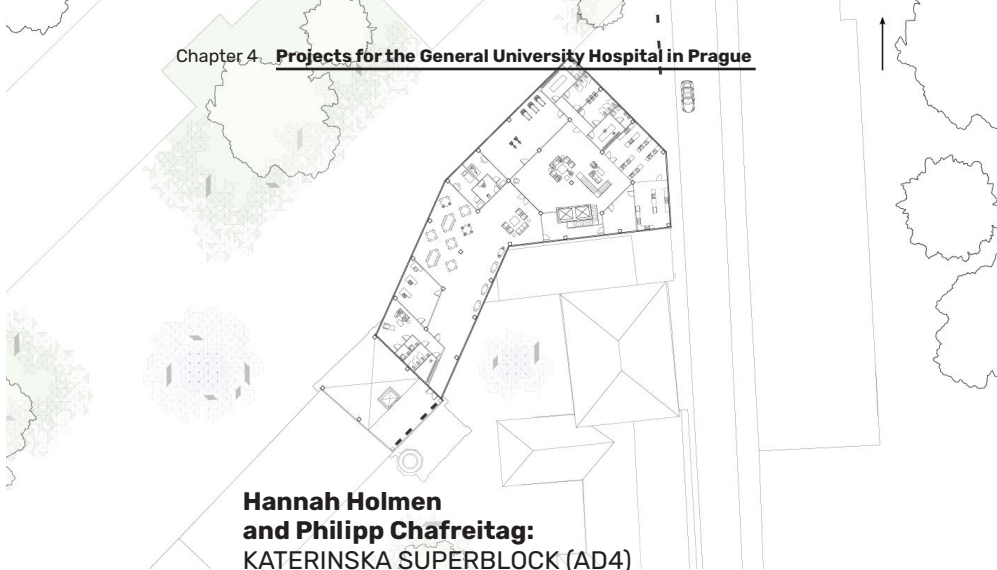 Chapter 4 Projects for the General University Hospital in Prague
Hannah Holmen
and Philipp Chafreitag:
KATERINSKA SUPERBLOCK (AD4)